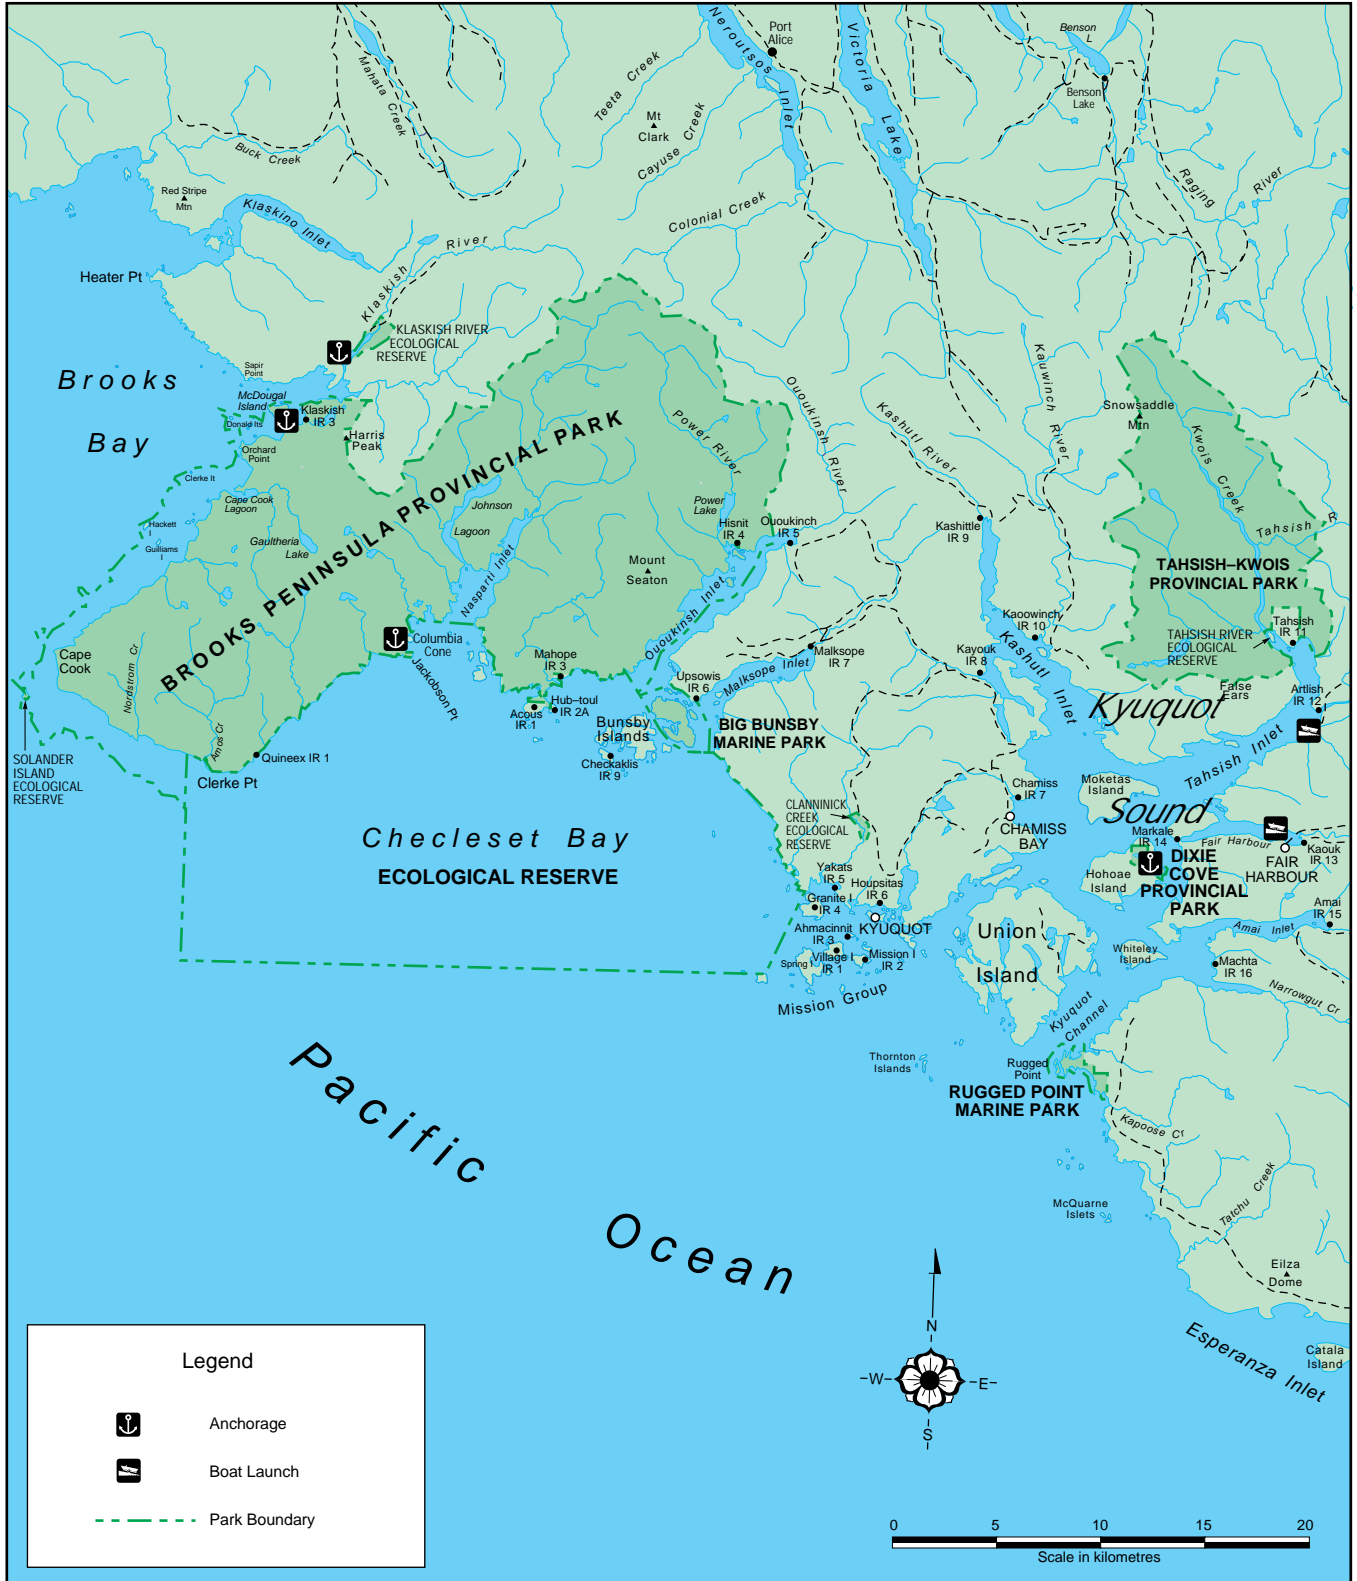 Port
Alice
Neroutsos Inlet
Victoria Lake
Benson
L
Benson
Lake
Mahata Creek
Teeta Creek
Mt
Clark
Cayuse Creek
Buck Creek
Red Stripe
Mtn
Klaskino Inlet
Colonial Creek
Raging River
Heater Pt
Klaskish River
KLASKISH RIVER
ECOLOGICAL
RESERVE
Brooks
Bay
Sapir
Point
McDougal
Island
Donald Its
Klaskish
IR 3
Harris
Peak
Orchard
Point
Clerke It
Cape Cook
Lagoon
Hackett
I
Guilliams
I
Gaultheria
Lake
Johnson
Lagoon
BROOKS PENINSULA PROVINCIAL PARK
Power River
Power
Lake
Hisnit
IR 4
Ououkinsh River
Ououkinch
IR 5
Kashutl River
Kauwinch River
Kashittle
IR 9
Snowsaddle
Mtn
Kwois Creek
Tahsish R
TAHSISH–KWOIS
PROVINCIAL PARK
Mount
Seaton
Nasparti Inlet
Ououkinsh Inlet
Cape
Cook
Nordstrom Cr
Amos Cr
Columbia
Cone
Jackobson Pt
Mahope
IR 3
Hub–toul
IR 2A
Acous
IR 1
Bunsby
Islands
Checkaklis
IR 9
Upsowis
IR 6
Malksope Inlet
Malksope
IR 7
Kaoowinch
IR 10
Kayouk
IR 8
Kashutl Inlet
TAHSISH RIVER
ECOLOGICAL
RESERVE
Tahsish
IR 11
False
Ears
Artlish
IR 12
Kyuquot
Sound
Tahsish Inlet
BIG BUNSBY
MARINE PARK
SOLANDER
ISLAND
ECOLOGICAL
RESERVE
Quineex IR 1
Clerke Pt
Checleset Bay
ECOLOGICAL RESERVE
CLANNINICK
CREEK
ECOLOGICAL
RESERVE
Chamiss
IR 7
CHAMISS
BAY
Moketas
Island
Markale
IR 14
Fair Harbour
FAIR
HARBOUR
Kaouk
IR 13
Hohoae
Island
DIXIE
COVE
PROVINCIAL
PARK
Amai
IR 15
Amai Inlet
Yakats
IR 5
Houpsitas
IR 6
Granite I
IR 4
KYUQUOT
Ahmacinnit
IR 3
Village I
IR 1
Mission I
IR 2
Spring I
Mission Group
Union
Island
Whiteley
Island
Machta
IR 16
Narrowgut Cr
Kyuquot
Channel
Thornton
Islands
Rugged
Point
RUGGED POINT
MARINE PARK
Kapoose Cr
Pacific
Ocean
McQuarne
Islets
Tatchu Creek
Eilza
Dome
Esperanza Inlet
Catala
Island
N
W
E
S
Legend
Anchorage
Boat Launch
Park Boundary
0 5 10 15 20
Scale in kilometres